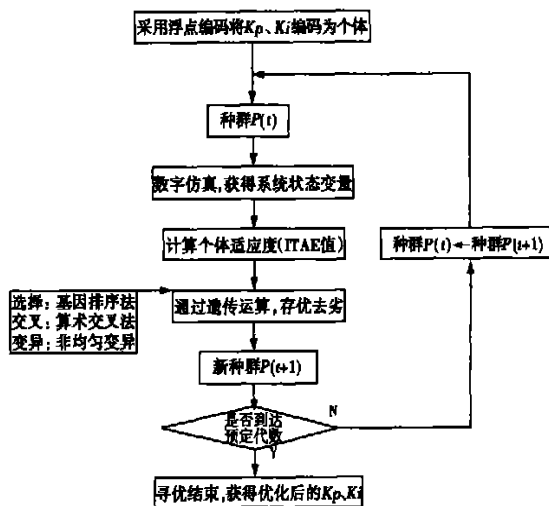 采用浮点编码将Kp、Ki编码为个体
种群P(t)
数字仿真,获得系统状态变量
计算个体适应度(ITAE值)
种群P(t)←种群P(t+1)
选择：基因排序法
交叉：算术交叉法
变异：非均匀变异
通过遗传运算,存优去劣
新种群P(t+1)
是否到达
预定代数
N
Y
寻优结束,获得优化后的Kp、Ki